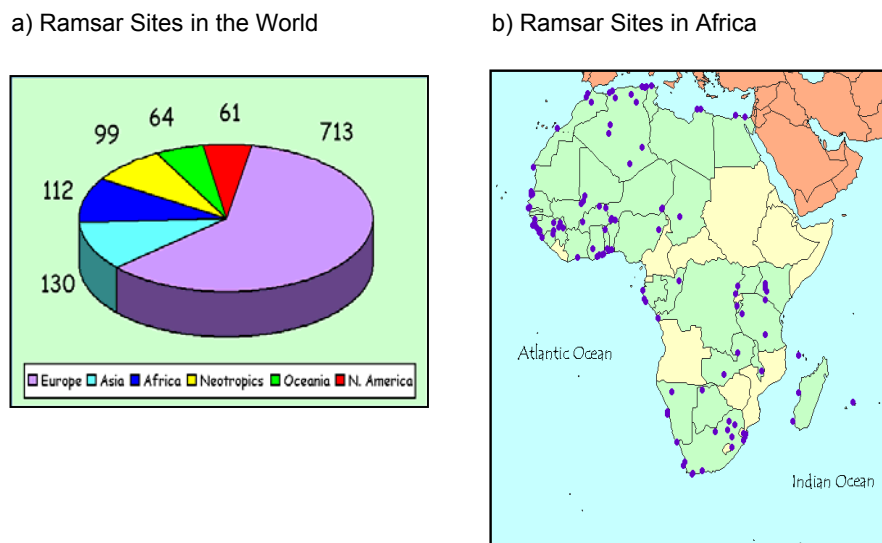 a) Ramsar Sites in the World
b) Ramsar Sites in Africa
99
64
61
713
112
130
Europe Asia Africa Neotropics Oceania N. America
Atlantic Ocean
Indian Ocean